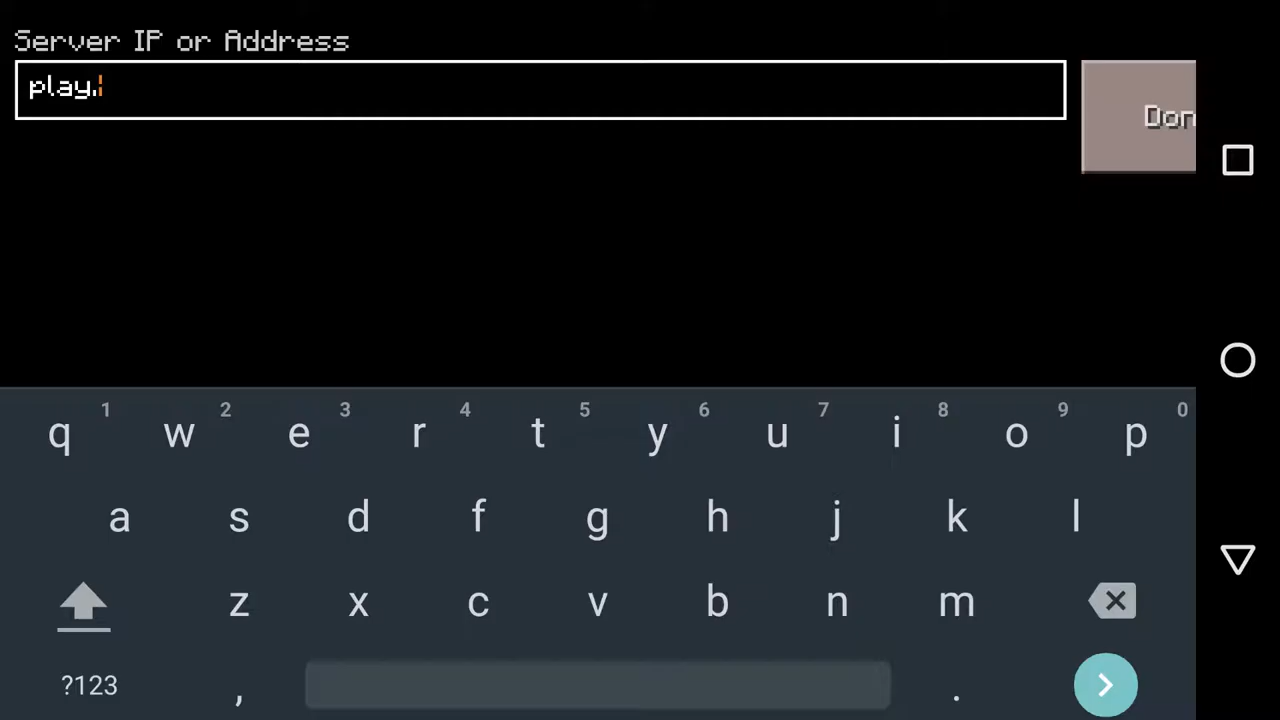 Server IP or Address
play.
Don
1 2 3 4 5 6 7 8 9 0
q w e r t y u i o p
a s d f g h j k l
z x c v b n m
?123 , .